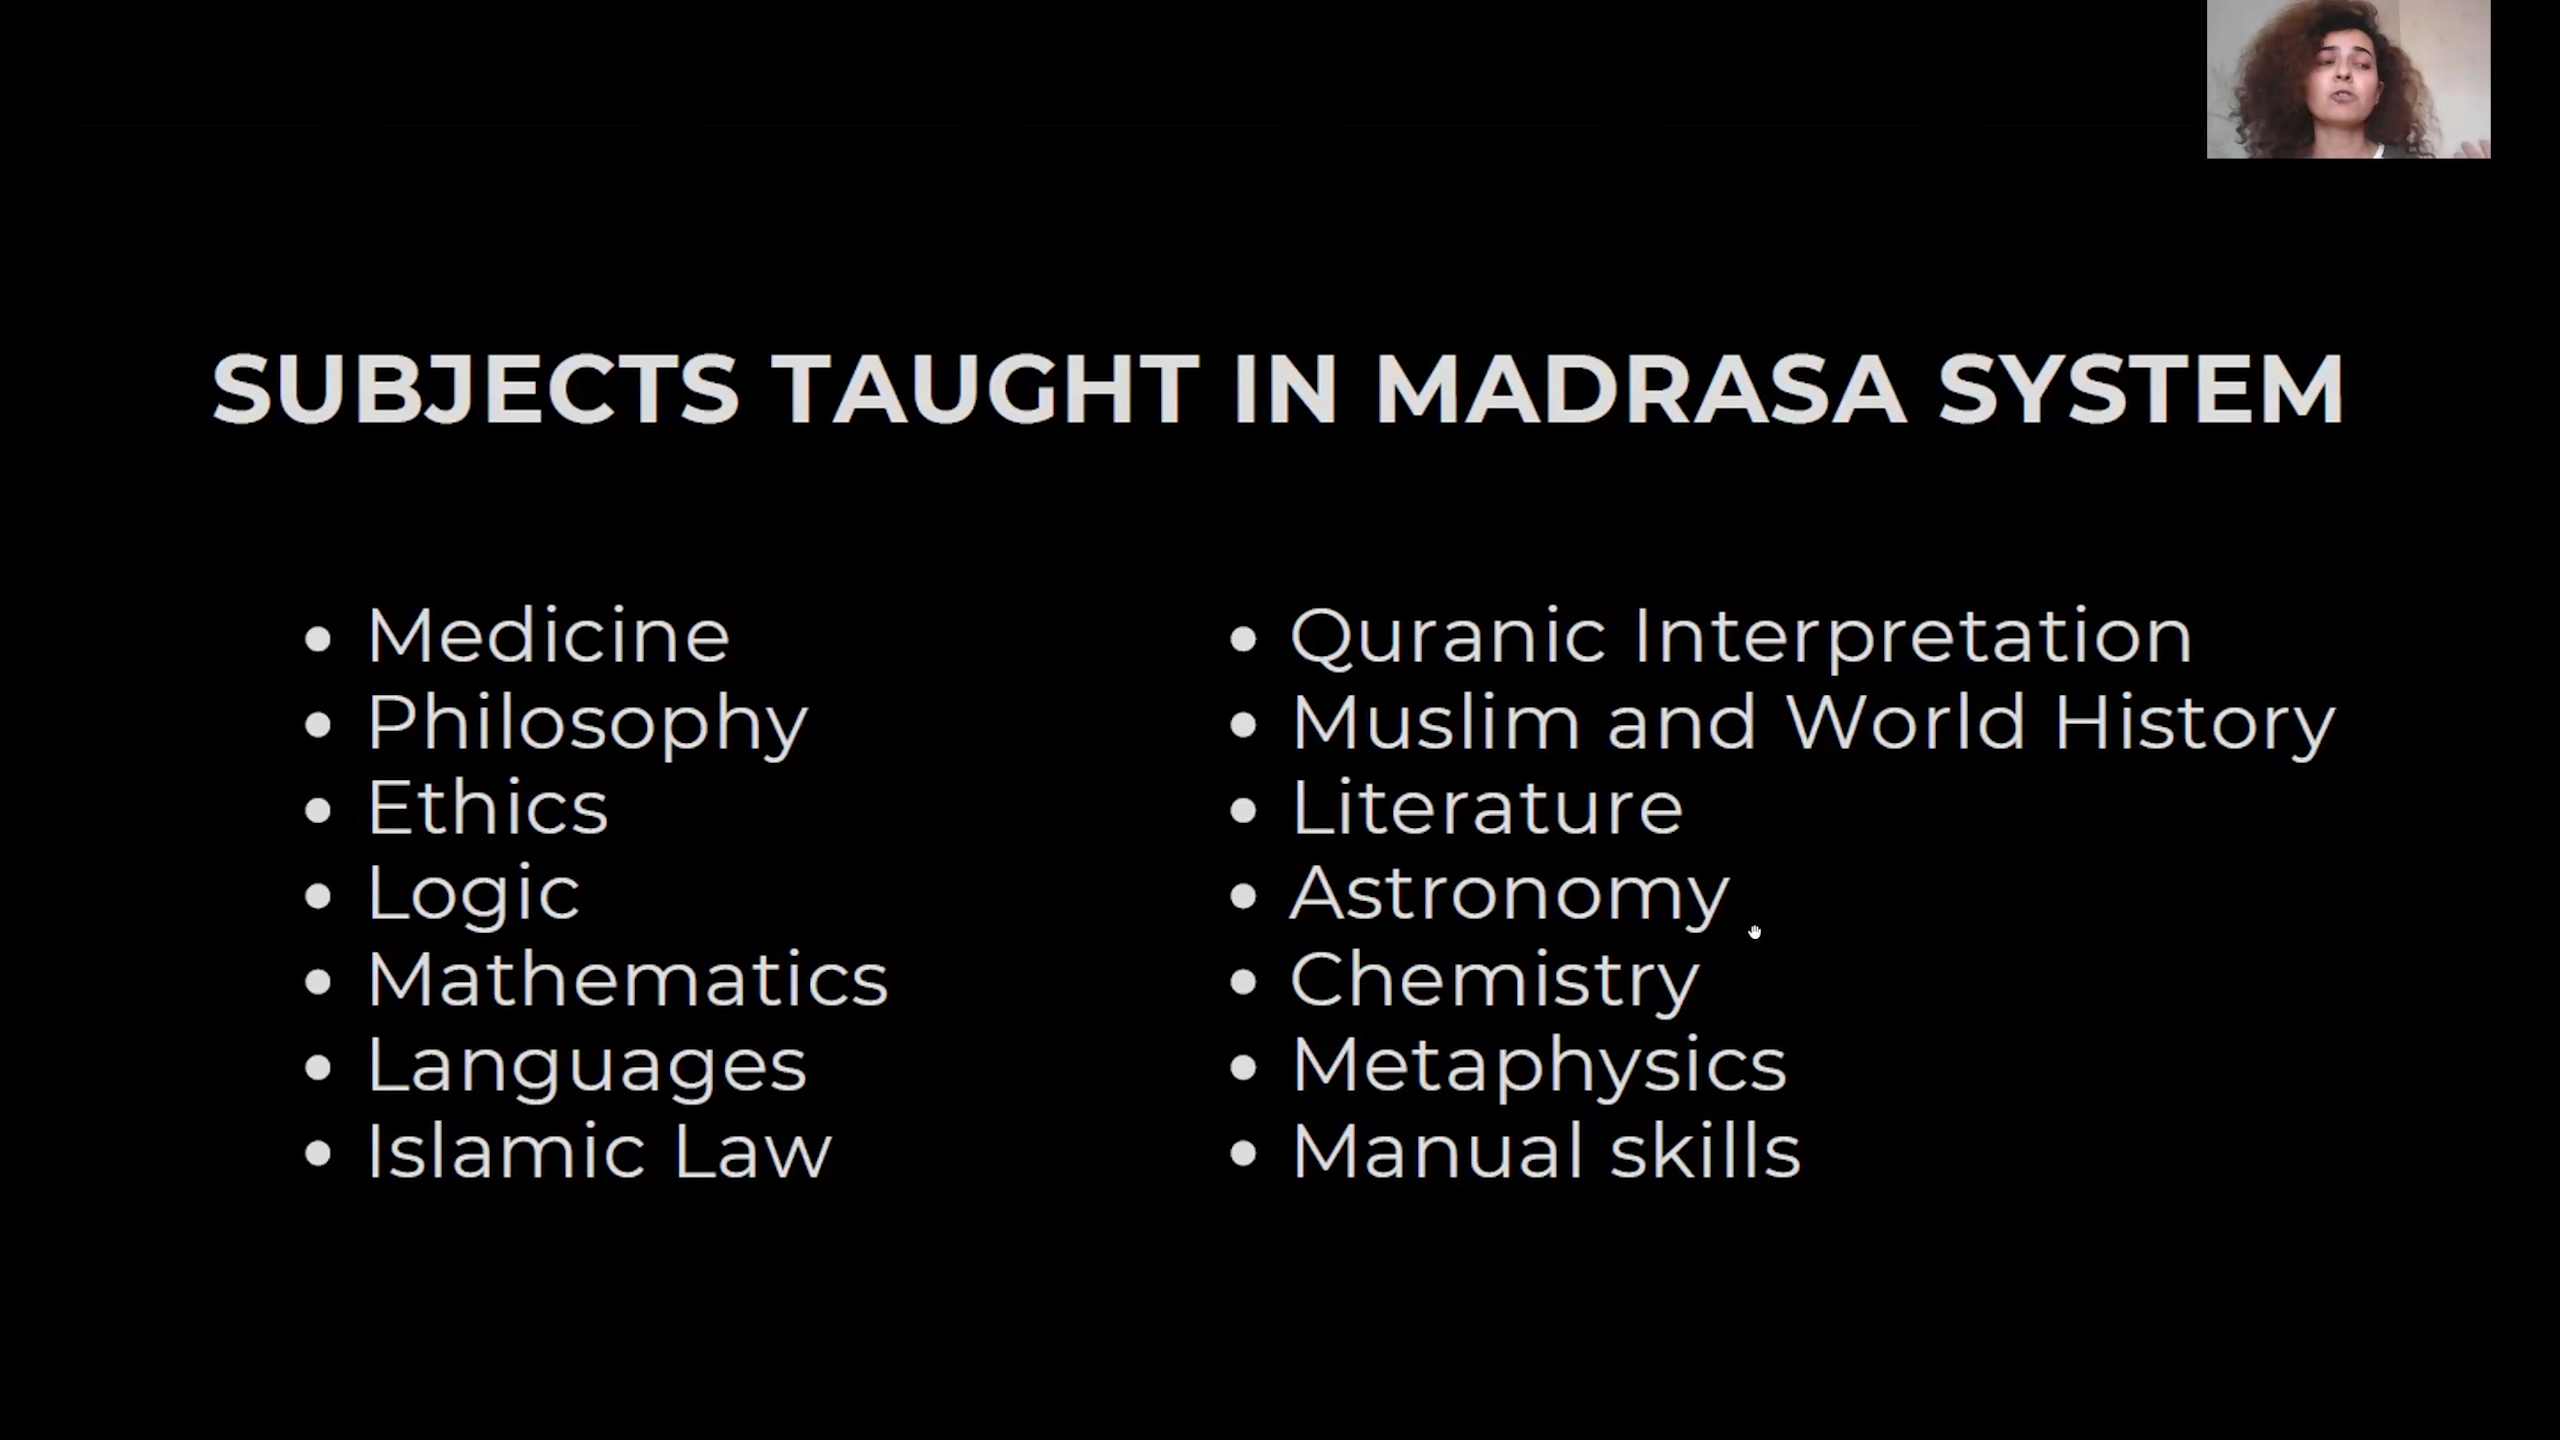 SUBJECTS TAUGHT IN MADRASA SYSTEM
• Medicine
• Philosophy
• Ethics
• Logic
• Mathematics
• Languages
• Islamic Law
• Quranic Interpretation
• Muslim and World History
• Literature
• Astronomy
• Chemistry
• Metaphysics
• Manual skills